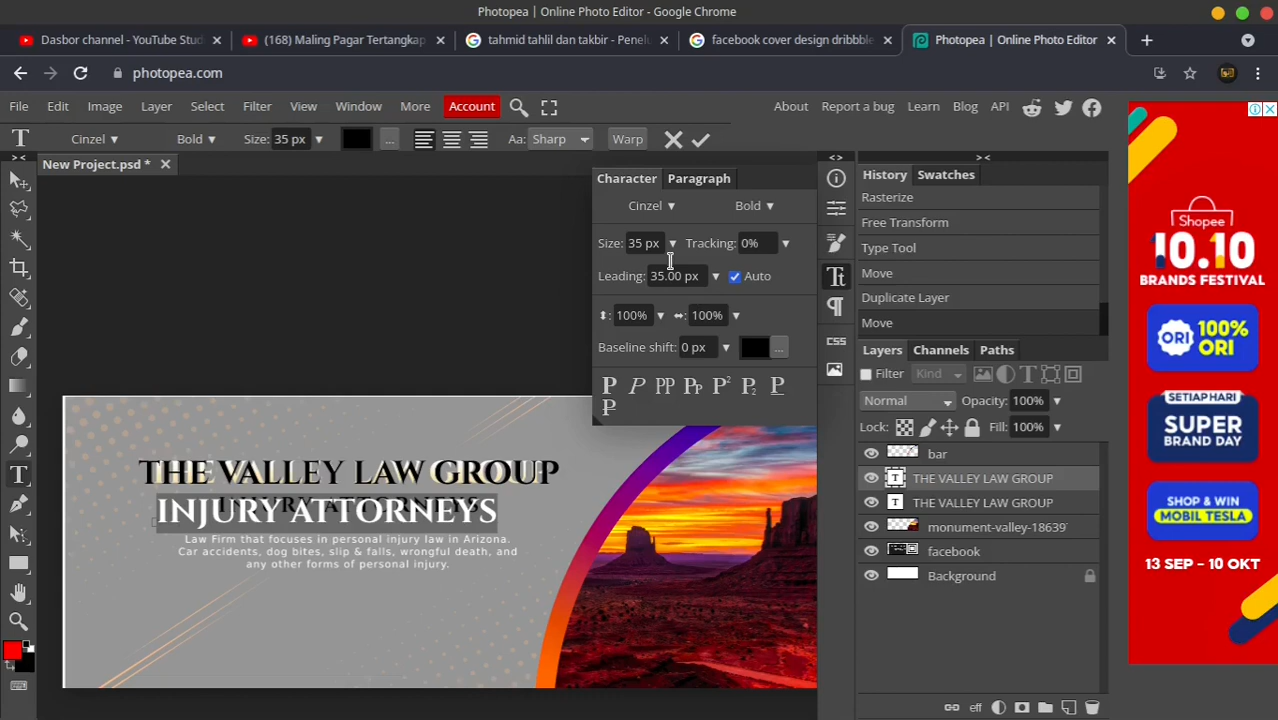 Photopea | Online Photo Editor - Google Chrome
Dasbor channel - YouTube Stud
(168) Maling Pagar Tertangkap
tahmid tahlil dan takbir - Penelu
facebook cover design dribbble
Photopea | Online Photo Editor
photopea.com
File Edit Image Layer Select Filter View Window More Account About Report a bug Learn Blog API
Cinzel Bold Size: 35 px ... Aa: Sharp Warp
New Project.psd *
Character Paragraph
Cinzel Bold
Size: 35 px Tracking: 0%
Leading: 35.00 px Auto
100% 100%
Baseline shift: 0 px ...
History Swatches
Rasterize
Free Transform
Type Tool
Move
Duplicate Layer
Move
CSS
Layers Channels Paths
Filter Kind
Normal Opacity: 100%
Lock: Fill: 100%
bar
THE VALLEY LAW GROUP
THE VALLEY LAW GROUP
monument-valley-18639
facebook
Background
eff
THE VALLEY LAW GROUP
INJURY ATTORNEYS
INJURY ATTORNEYS
Law Firm that focuses in personal injury law in Arizona.
Car accidents, dog bites, slip & falls, wrongful death, and
any other forms of personal injury.
Shopee
10.10
BRANDS FESTIVAL
ORI 100% ORI
SETIAP HARI
SUPER
BRAND DAY
SHOP & WIN
MOBIL TESLA
13 SEP - 10 OKT